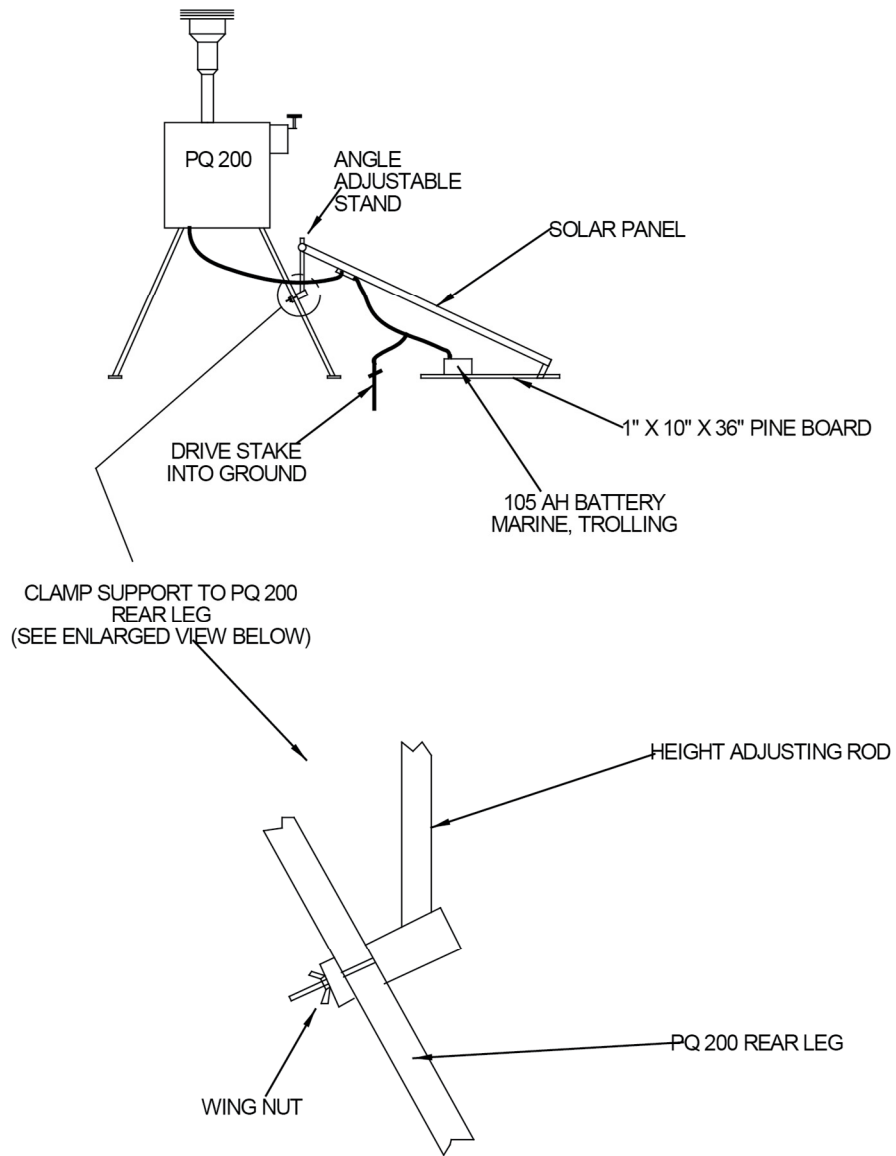 PQ 200
ANGLE
ADJUSTABLE
STAND
SOLAR PANEL
1" X 10" X 36" PINE BOARD
DRIVE STAKE
INTO GROUND
105 AH BATTERY
MARINE, TROLLING
CLAMP SUPPORT TO PQ 200
REAR LEG
(SEE ENLARGED VIEW BELOW)
HEIGHT ADJUSTING ROD
PQ 200 REAR LEG
WING NUT